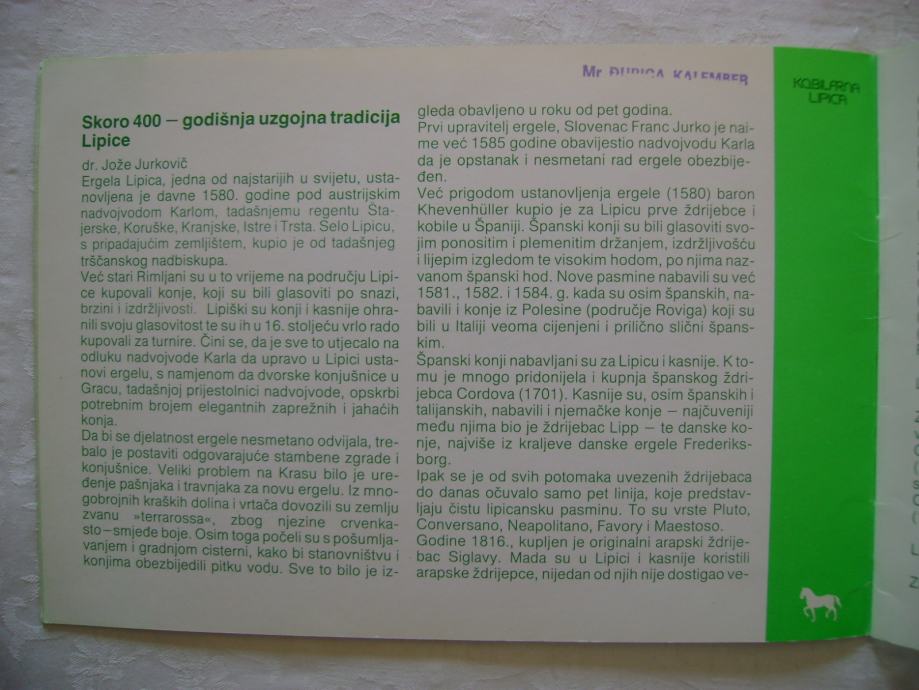 Skoro 400 — godišnja uzgojna tradicija
Lipice
dr. Jože Jurkovič
Ergela Lipica, jedna od najstarijih u svijetu, usta-
novljena je davne 1580. godine pod austrijskim
nadvojvodom Karlom, tadašnjemu regentu Šta-
jerske, Koruške, Kranjske, Istre i Trsta. Selo Lipicu,
s pripadajućim zemljištem, kupio je od tadašnjeg
trščanskog nadbiskupa.
Već stari Rimljani su u to vrijeme na području Lipi-
ce kupovali konje, koji su bili glasoviti po snazi,
brzini i izdržljivosti. Lipiški su konji i kasnije ohra-
nili svoju glasovitost te su ih u 16. stoljeću vrlo rado
kupovali za turnire. Čini se, da je sve to utjecalo na
odluku nadvojvode Karla da upravo u Lipici usta-
novi ergelu, s namjenom da dvorske konjušnice u
Gracu, tadašnjoj prijestolnici nadvojvode, opskrbi
potrebnim brojem elegantnih zaprežnih i jahaćih
konja.
Da bi se djelatnost ergele nesmetano odvijala, tre-
balo je postaviti odgovarajuće stambene zgrade i
konjušnice. Veliki problem na Krasu bilo je ure-
đenje pašnjaka i travnjaka za novu ergelu. Iz mno-
gobrojnih kraških dolina i vrtača dovozili su zemlju
zvanu »terrarossa«, zbog njezine crvenka-
sto–smjeđe boje. Osim toga počeli su s pošumlja-
vanjem i gradnjom cisterni, kako bi stanovništvu i
konjima obezbijedili pitku vodu. Sve to bilo je iz-
Mr ĐURICA KALEMBER
gleda obavljeno u roku od pet godina.
Prvi upravitelj ergele, Slovenac Franc Jurko je nai-
me već 1585 godine obavijestio nadvojvodu Karla
da je opstanak i nesmetani rad ergele obezbije-
đen.
Već prigodom ustanovljenja ergele (1580) baron
Khevenhüller kupio je za Lipicu prve ždrijebce i
kobile u Španiji. Španski konji su bili glasoviti svo-
jim ponositim i plemenitim držanjem, izdržljivošću
i lijepim izgledom te visokim hodom, po njima naz-
vanom španski hod. Nove pasmine nabavili su već
1581., 1582. i 1584. g. kada su osim španskih, na-
bavili i konje iz Polesine (područje Roviga) koji su
bili u Italiji veoma cijenjeni i prilično slični špans-
kim.
Španski konji nabavljani su za Lipicu i kasnije. K to-
mu je mnogo pridonijela i kupnja španskog ždri-
jebca Cordova (1701). Kasnije su, osim španskih i
talijanskih, nabavili i njemačke konje — najčuveniji
među njima bio je ždrijebac Lipp — te danske ko-
nje, najviše iz kraljeve danske ergele Frederiks-
borg.
Ipak se je od svih potomaka uvezenih ždrijebaca
do danas očuvalo samo pet linija, koje predstav-
ljaju čistu lipicansku pasminu. To su vrste Pluto,
Conversano, Neapolitano, Favory i Maestoso.
Godine 1816., kupljen je originalni arapski ždrije-
bac Siglavy. Mada su u Lipici i kasnije koristili
arapske ždrijepce, nijedan od njih nije dostigao ve-
KOBILARNA
LIPICA